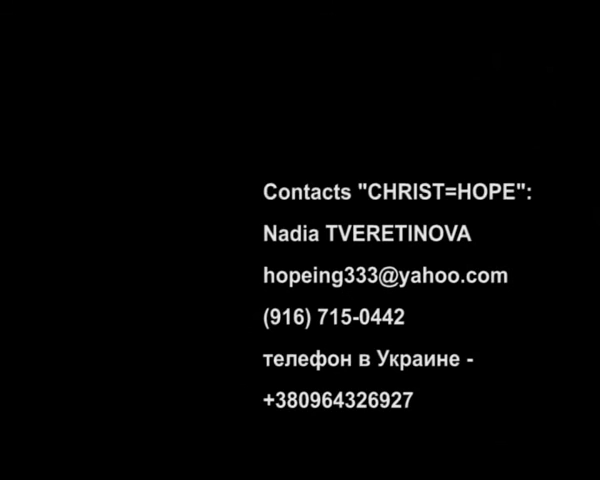 Contacts "CHRIST=HOPE":
Nadia TVERETINOVA
hopeing333@yahoo.com
(916) 715-0442
телефон в Украине -
+380964326927